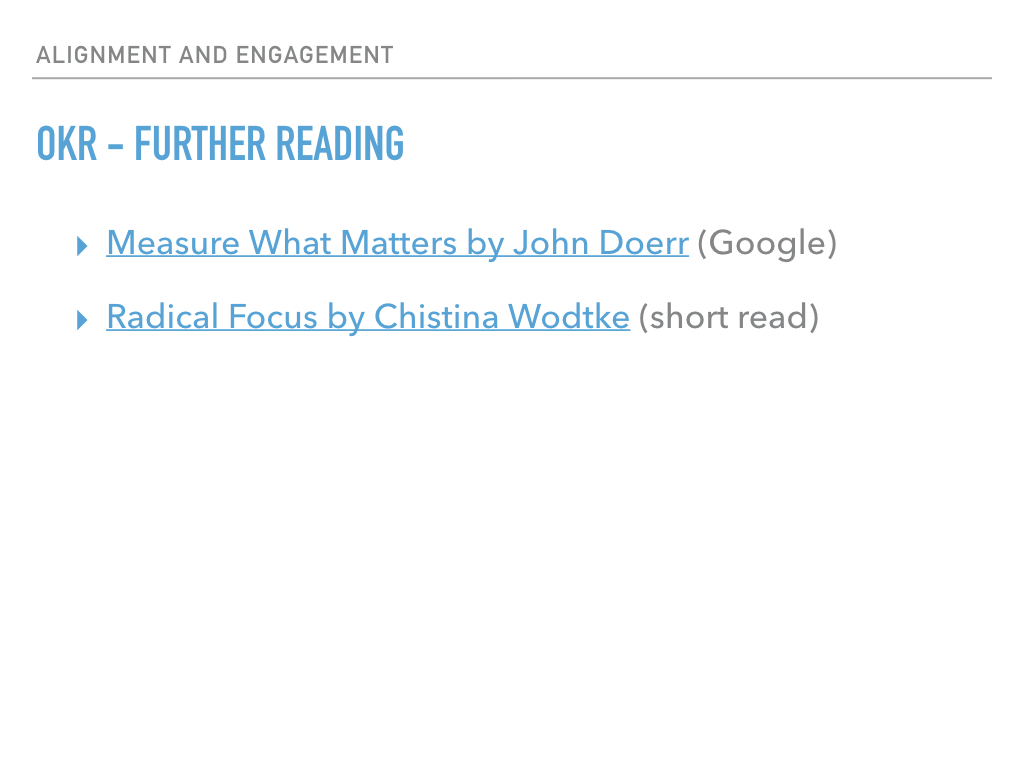 ALIGNMENT AND ENGAGEMENT
OKR – FURTHER READING
▸ Measure What Matters by John Doerr (Google)
▸ Radical Focus by Chistina Wodtke (short read)